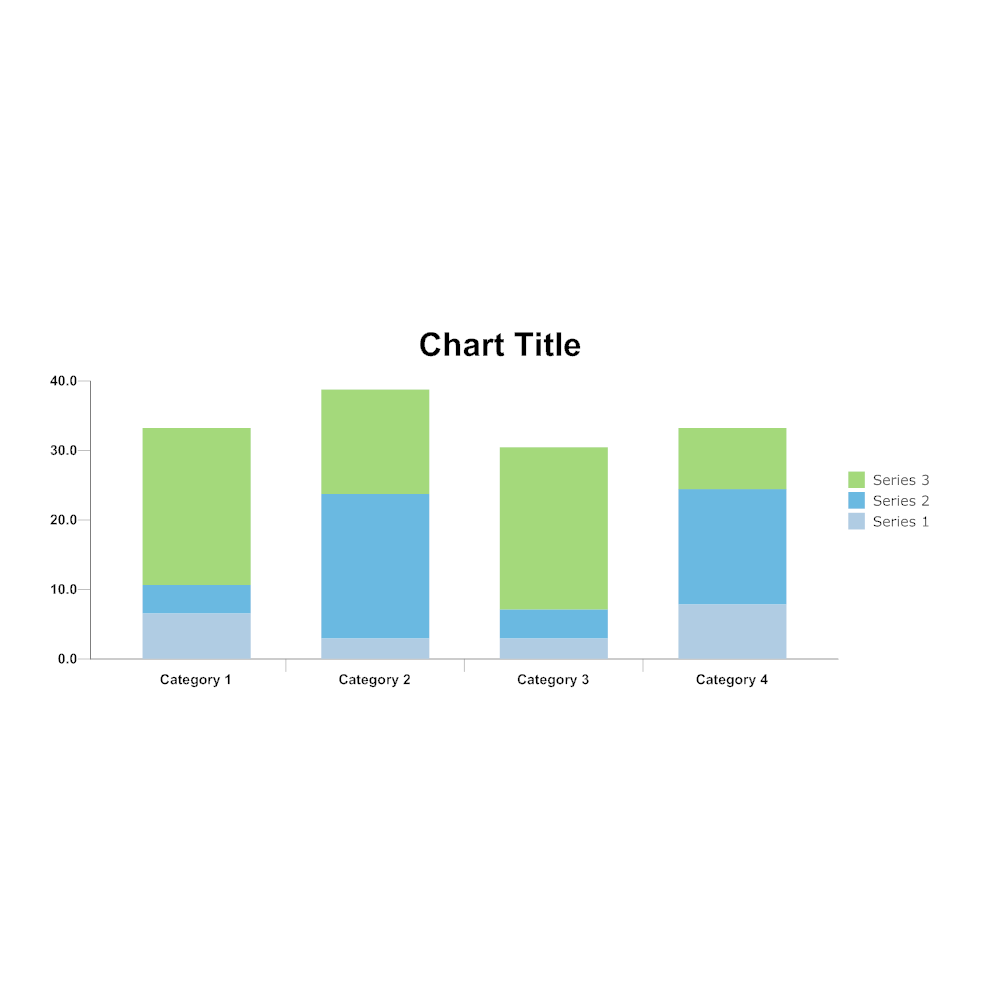 Chart Title
40.0
30.0
20.0
10.0
0.0
Category 1
Category 2
Category 3
Category 4
Series 3
Series 2
Series 1